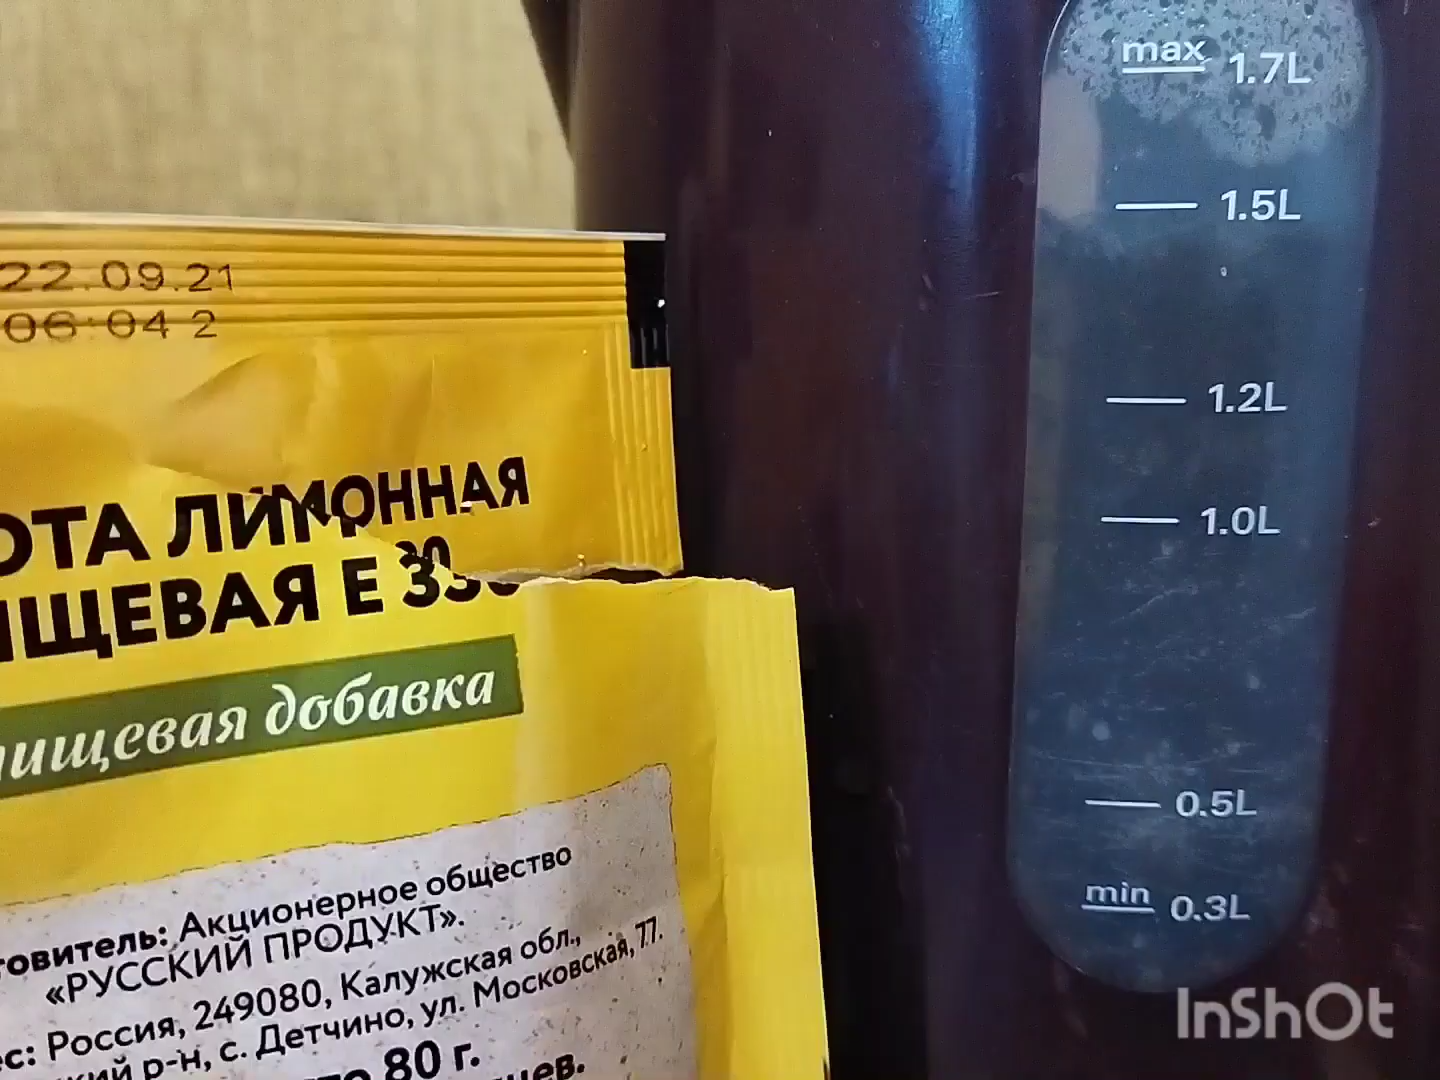 22.09.21
06:04 2
ОТА ЛИМОННАЯ
ИЩЕВАЯ Е 330
пищевая добавка
товитель: Акционерное общество
«РУССКИЙ ПРОДУКТ».
ес: Россия, 249080, Калужская обл.,
кий р-н, с. Детчино, ул. Московская, 77.
то 80 г.
max 1.7L
1.5L
1.2L
1.0L
0.5L
min 0.3L
InShOt